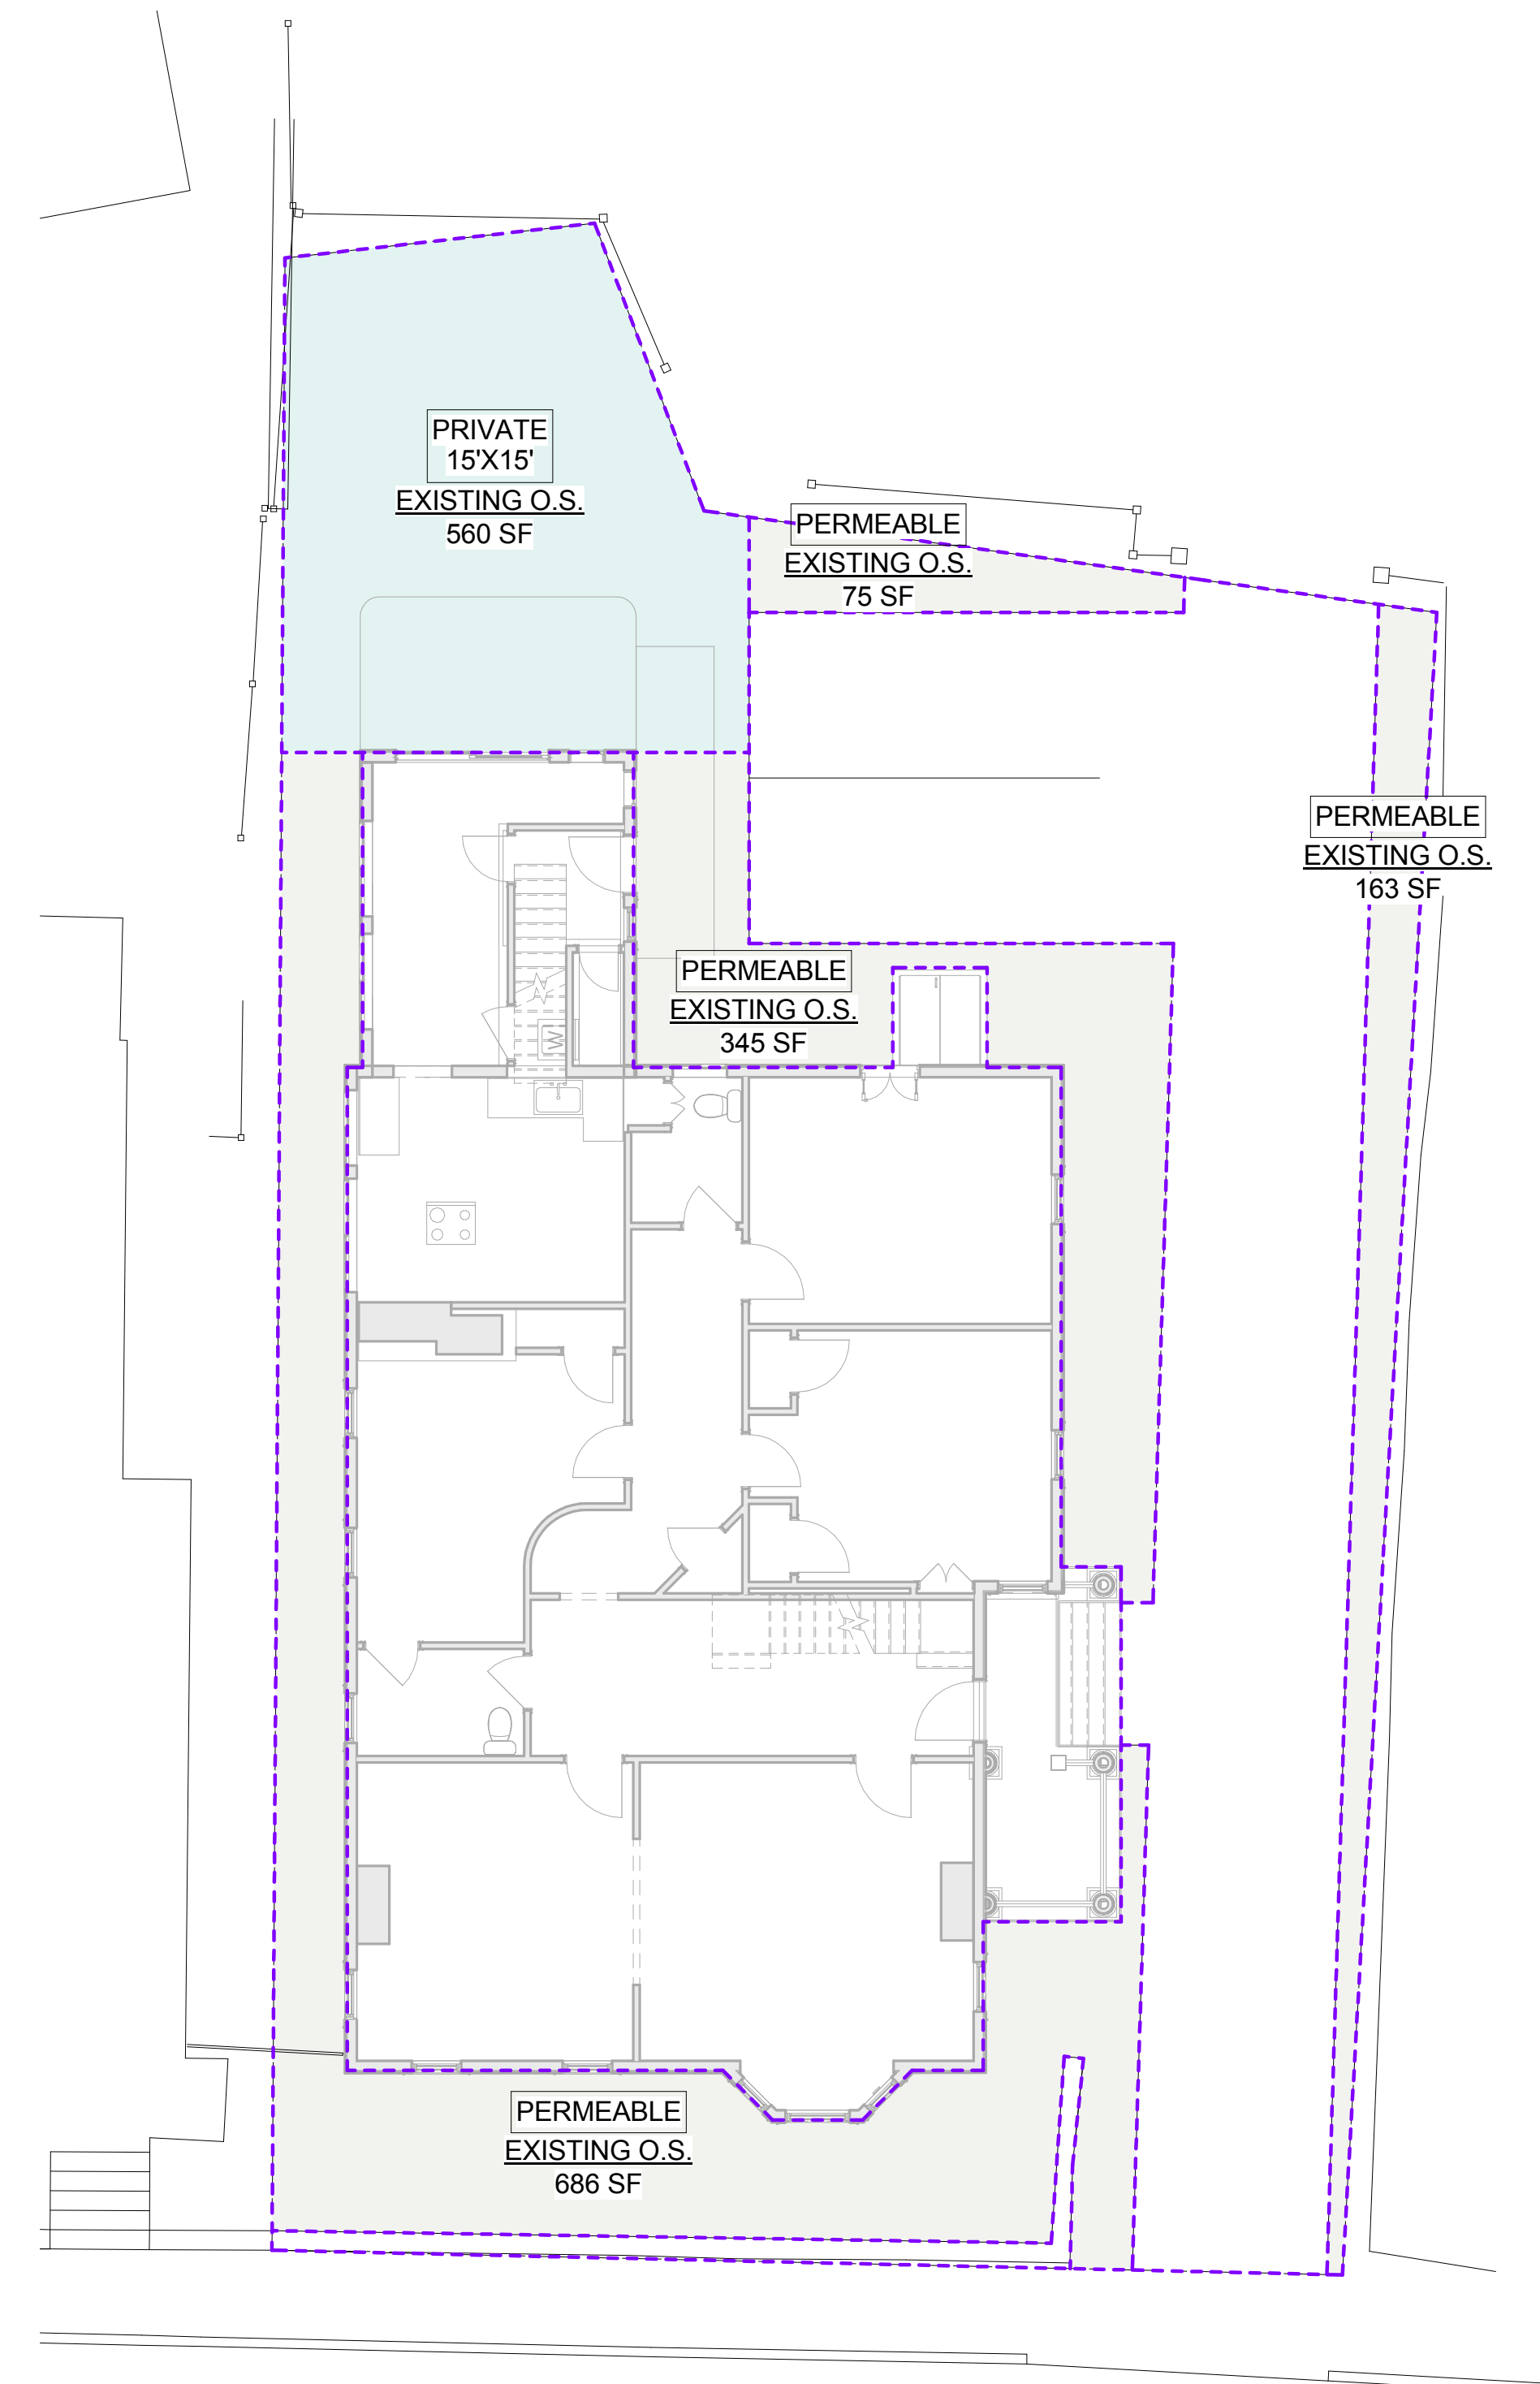 PRIVATE
15'X15'
EXISTING O.S.
560 SF
PERMEABLE
EXISTING O.S.
75 SF
PERMEABLE
EXISTING O.S.
163 SF
PERMEABLE
EXISTING O.S.
345 SF
W
PERMEABLE
EXISTING O.S.
686 SF